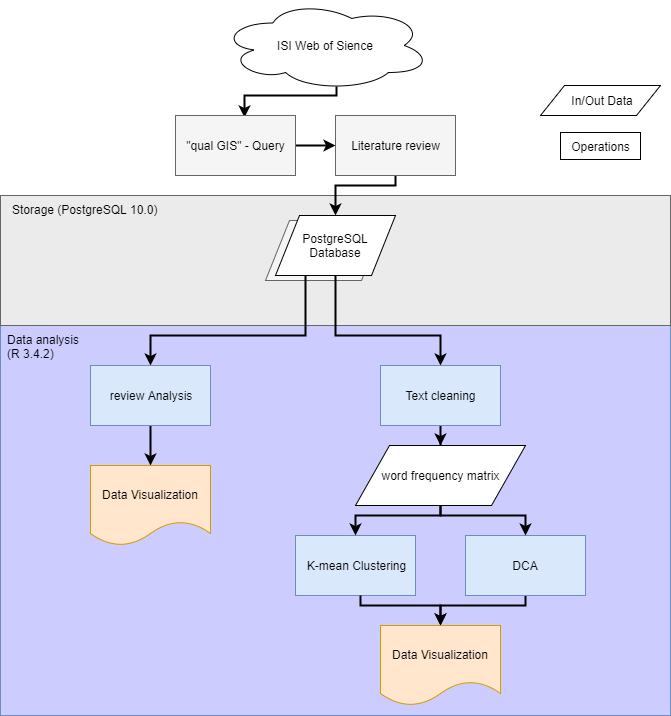 ISI Web of Sience
In/Out Data
"qual GIS" - Query
Literature review
Operations
Storage (PostgreSQL 10.0)
PostgreSQL
Database
Data analysis
(R 3.4.2)
review Analysis
Text cleaning
Data Visualization
word frequency matrix
K-mean Clustering
DCA
Data Visualization